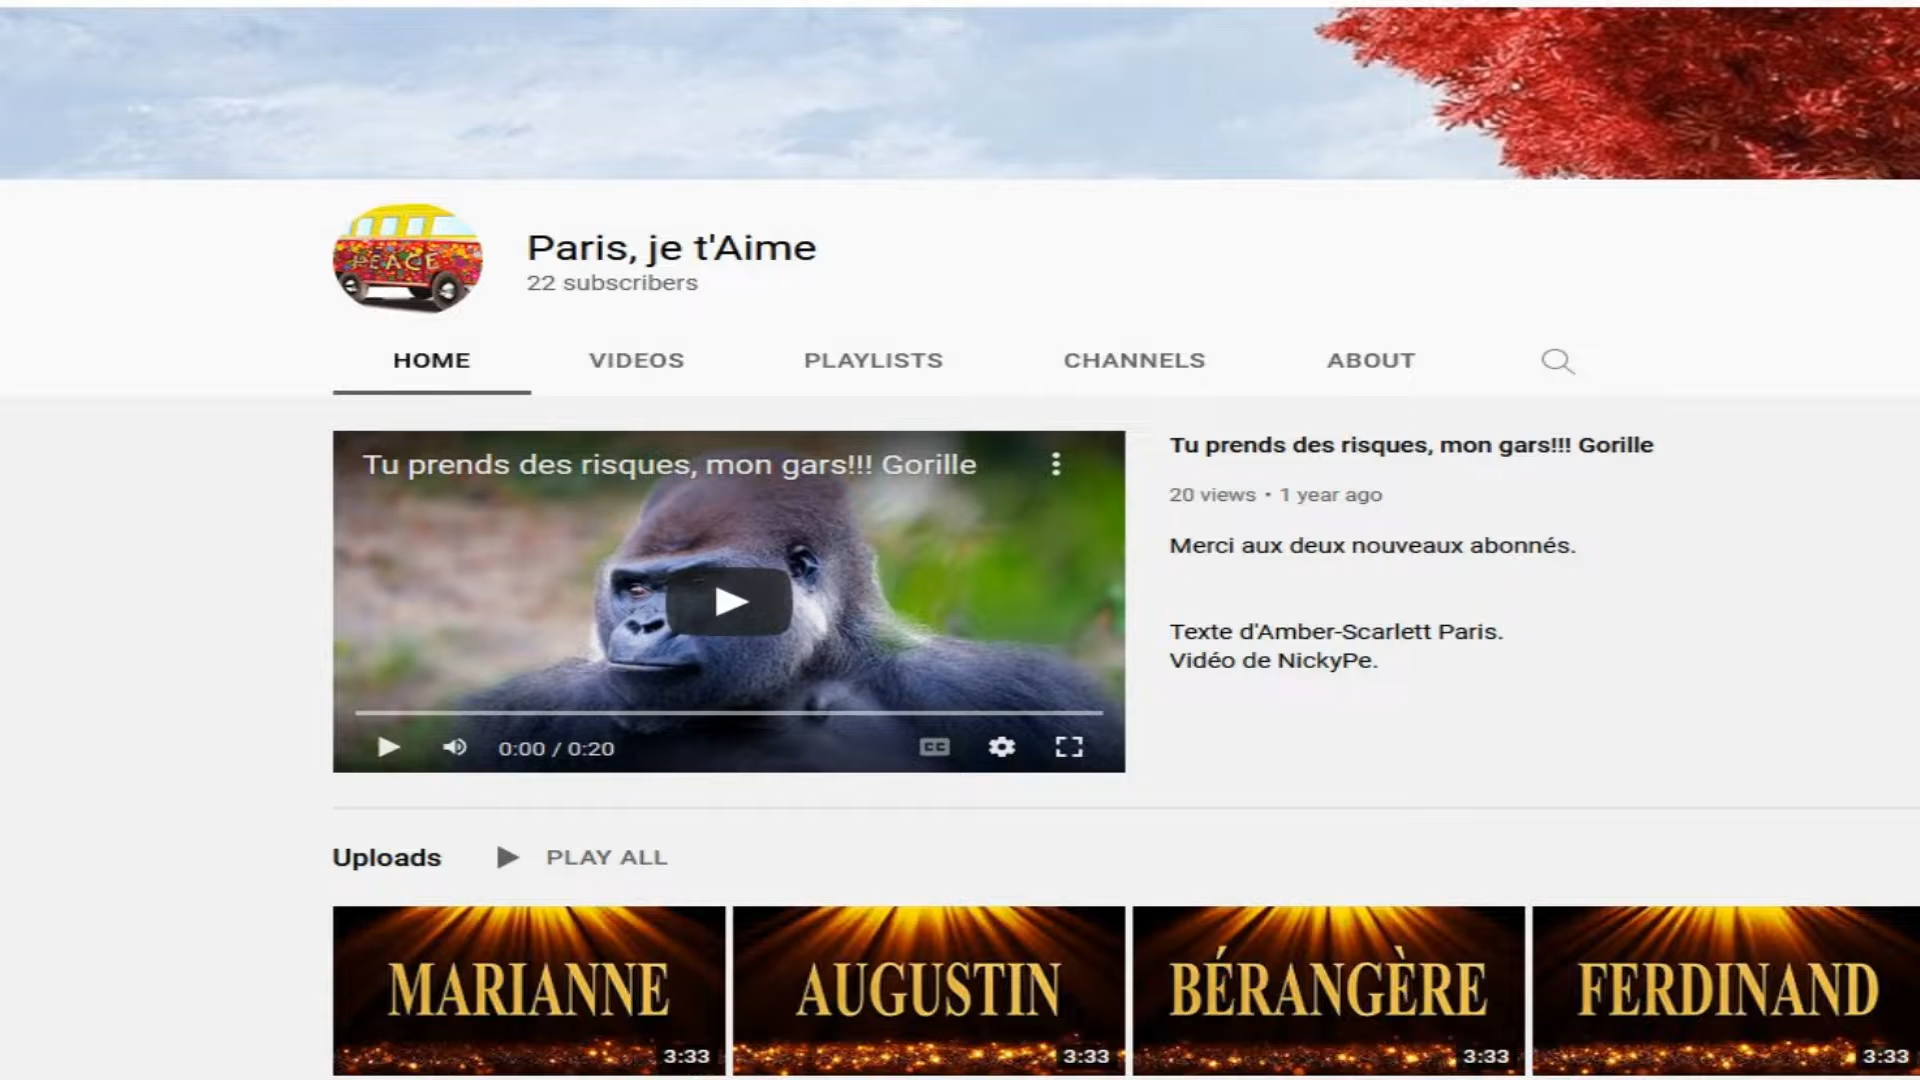 PEACE
Paris, je t'Aime
22 subscribers
HOME VIDEOS PLAYLISTS CHANNELS ABOUT
Tu prends des risques, mon gars!!! Gorille
0:00 / 0:20
CC
Tu prends des risques, mon gars!!! Gorille
20 views • 1 year ago
Merci aux deux nouveaux abonnés.
Texte d'Amber-Scarlett Paris.
Vidéo de NickyPe.
Uploads PLAY ALL
MARIANNE
3:33
AUGUSTIN
3:33
BÉRANGÈRE
3:33
FERDINAND
3:33